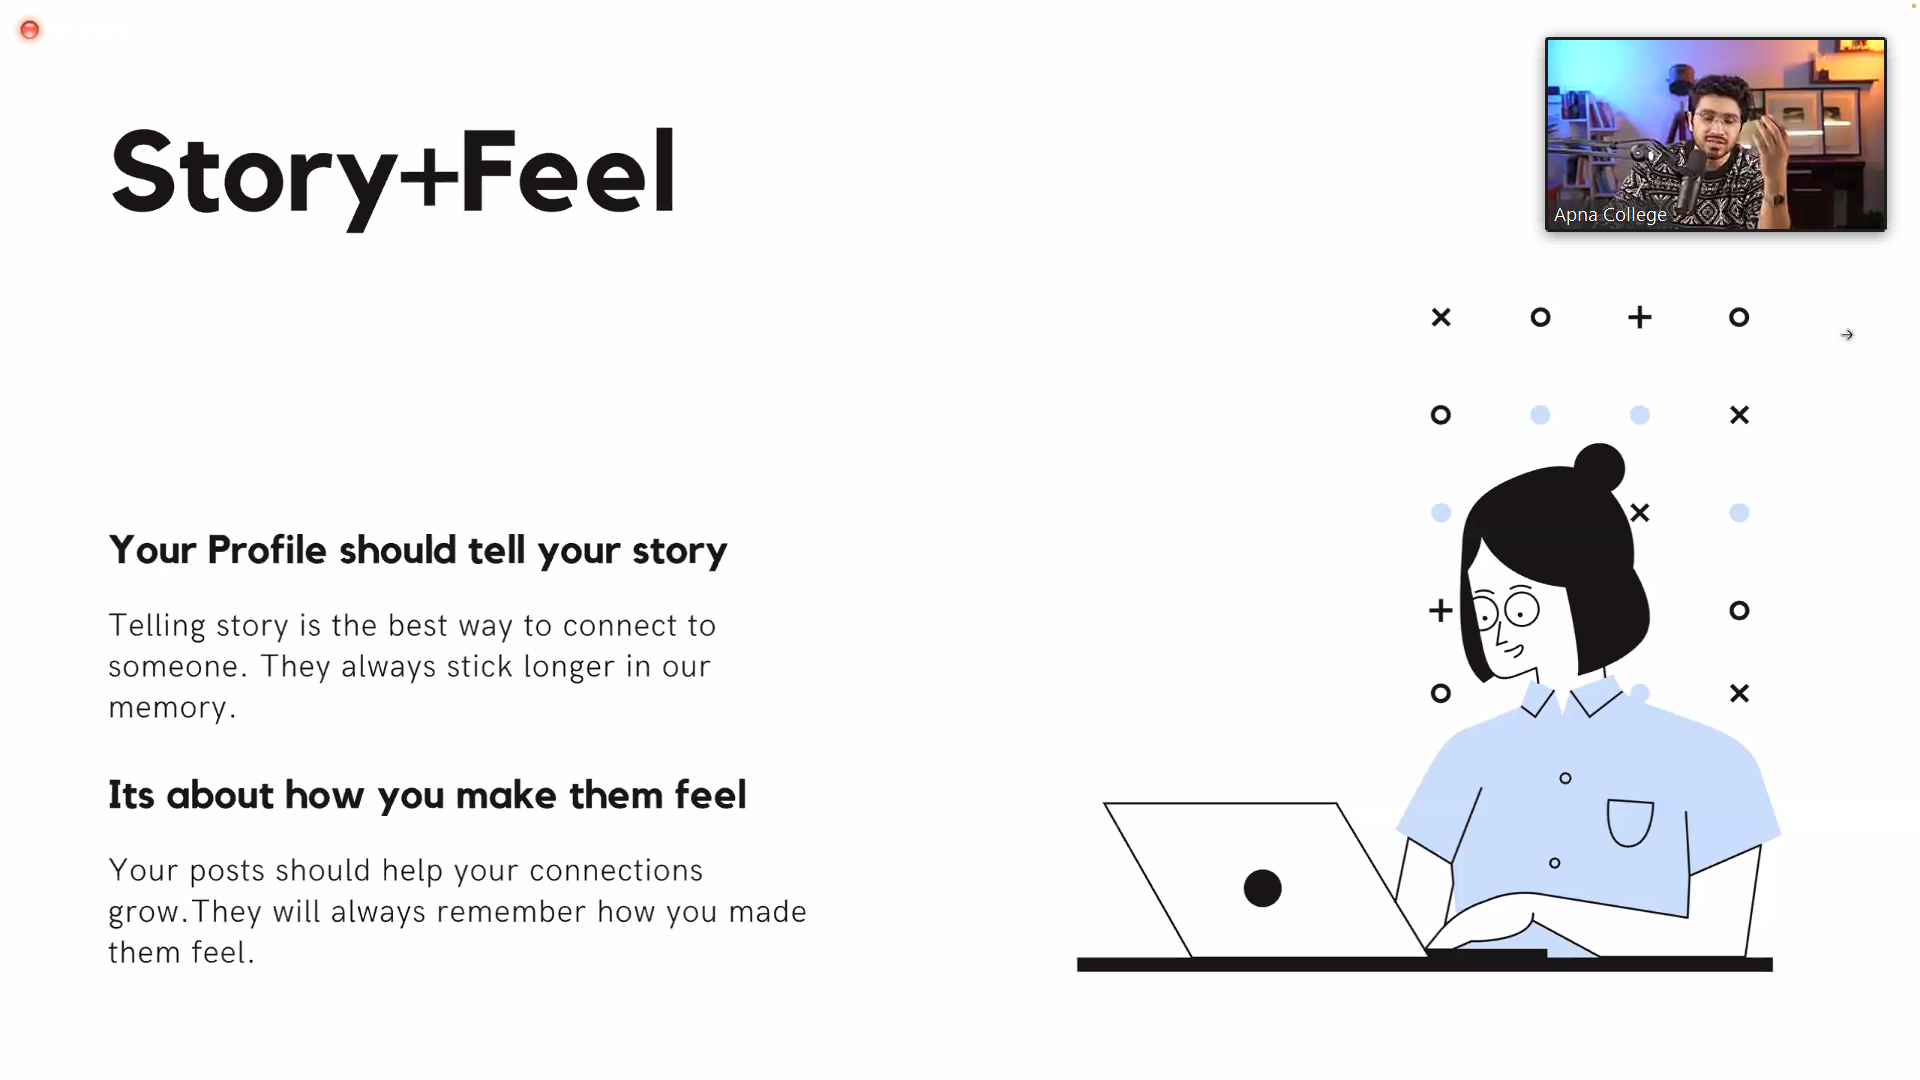 Story+Feel
Apna College
Your Profile should tell your story
Telling story is the best way to connect to
someone. They always stick longer in our
memory.
Its about how you make them feel
Your posts should help your connections
grow.They will always remember how you made
them feel.